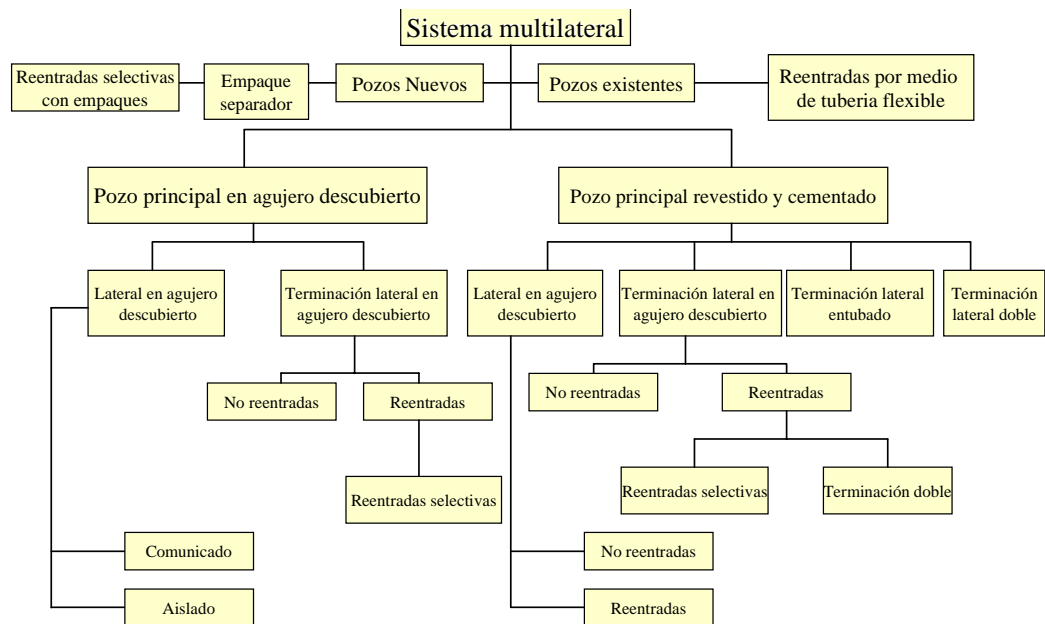 Sistema multilateral
Reentradas selectivas
con empaques
Empaque
separador
Pozos Nuevos
Pozos existentes
Reentradas por medio
de tuberia flexible
Pozo principal en agujero descubierto
Pozo principal revestido y cementado
Lateral en agujero
descubierto
Terminación lateral en
agujero descubierto
Lateral en agujero
descubierto
Terminación lateral en
agujero descubierto
Terminación lateral
entubado
Terminación
lateral doble
No reentradas
Reentradas
No reentradas
Reentradas
Reentradas selectivas
Reentradas selectivas
Terminación doble
Comunicado
No reentradas
Aislado
Reentradas